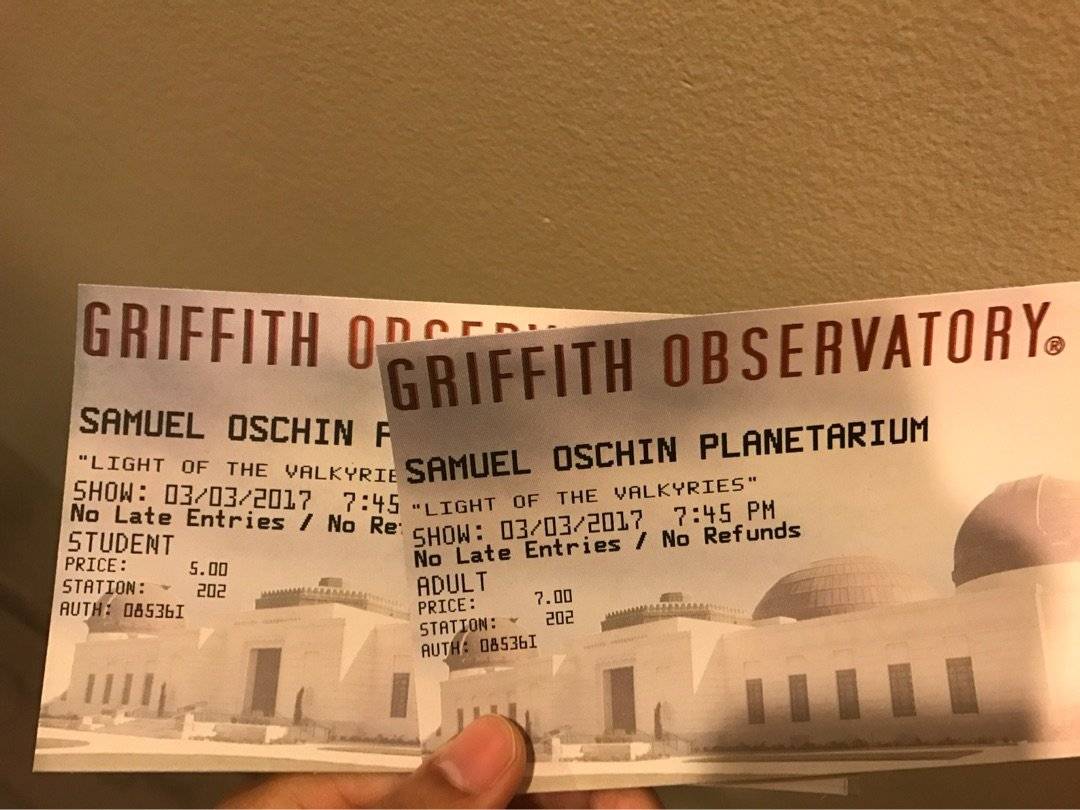 GRIFFITH
SAMUEL OSCHIN
"LIGHT OF THE VALKYRIE
SHOW: 03/03/2017 7:45
No Late Entries / No
STUDENT
PRICE: 5.00
STATION: 202
AUTH: 08536I
GRIFFITH OBSERVATORY®
SAMUEL OSCHIN PLANETARIUM
"LIGHT OF THE VALKYRIES"
SHOW: 03/03/2017 7:45 PM
No Late Entries / No Refunds
ADULT
PRICE: 7.00
STATION: 202
AUTH: 08536I